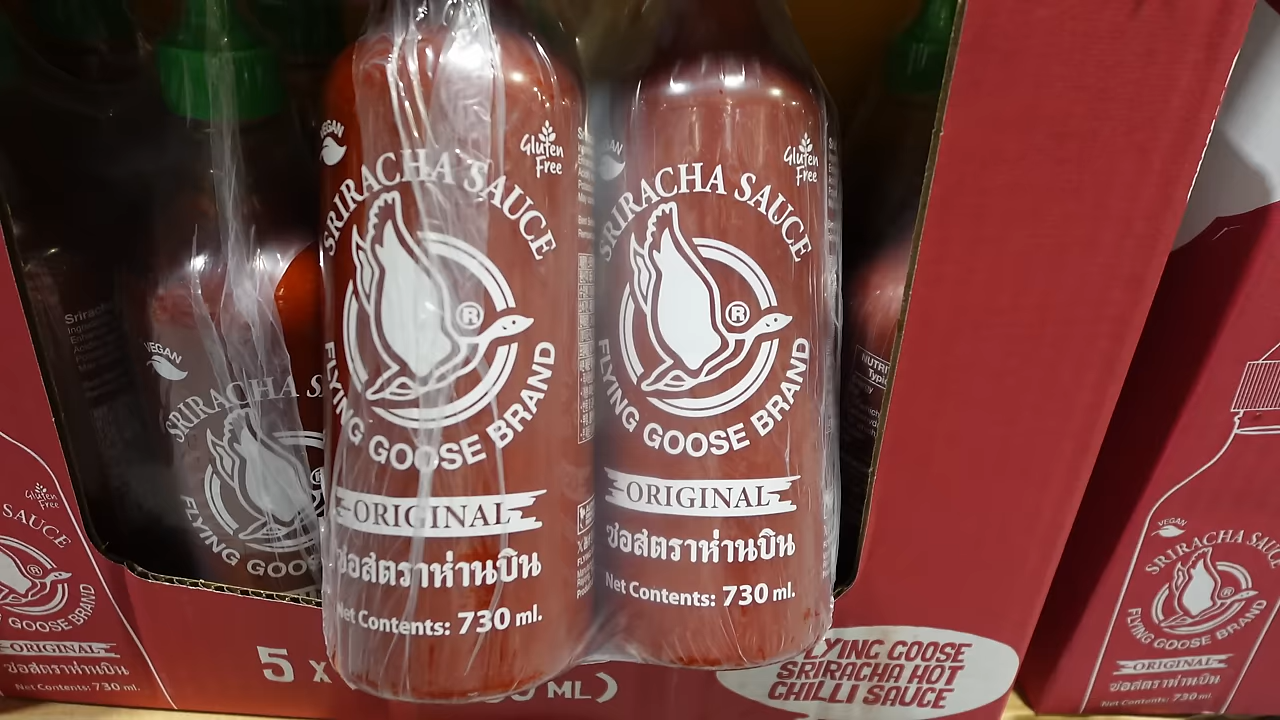 VEGAN
Gluten
Free
SRIRACHA SAUCE
®
FLYING GOOSE BRAND
ORIGINAL
ซอสตราห่านบิน
Net Contents: 730 ml.
Gluten
Free
SRIRACHA SAUCE
®
FLYING GOOSE BRAND
ORIGINAL
ซอสตราห่านบิน
Net Contents: 730 ml.
VEGAN
SRIRACHA
®
FLYING GOOSE
Gluten
Free
SAUCE
®
GOOSE BRAND
ORIGINAL
ซอสตราห่านบิน
Net Contents: 730 ml.
5 x
ML)
FLYING GOOSE
SRIRACHA HOT
CHILLI SAUCE
VEGAN
SRIRACHA SAUCE
®
FLYING GOOSE BRAND
ORIGINAL
ซอสตราห่านบิน
Net Contents: 730 ml.